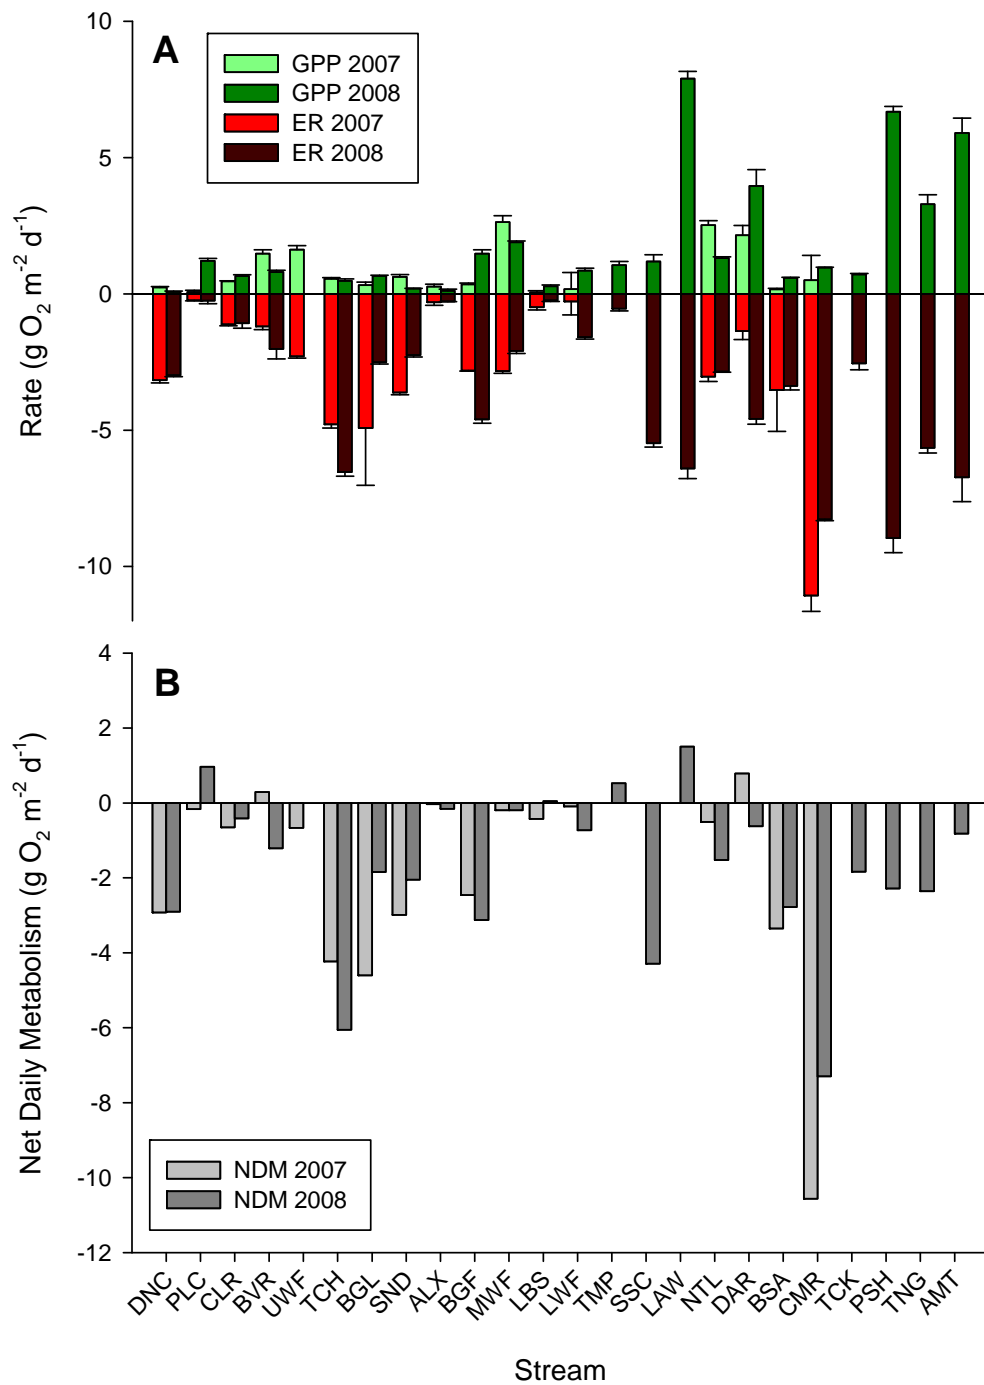 A
GPP 2007
GPP 2008
ER 2007
ER 2008
10
5
0
-5
-10
Rate (g O2 m-2 d-1)
B
4
2
0
-2
-4
-6
-8
-10
-12
Net Daily Metabolism (g O2 m-2 d-1)
NDM 2007
NDM 2008
DNC
PLC
CLR
BVR
UWF
TCH
BGL
SND
ALX
BGF
MWF
LBS
LWF
TMP
SSC
LAW
NTL
DAR
BSA
CMR
TCK
PSH
TNG
AMT
Stream